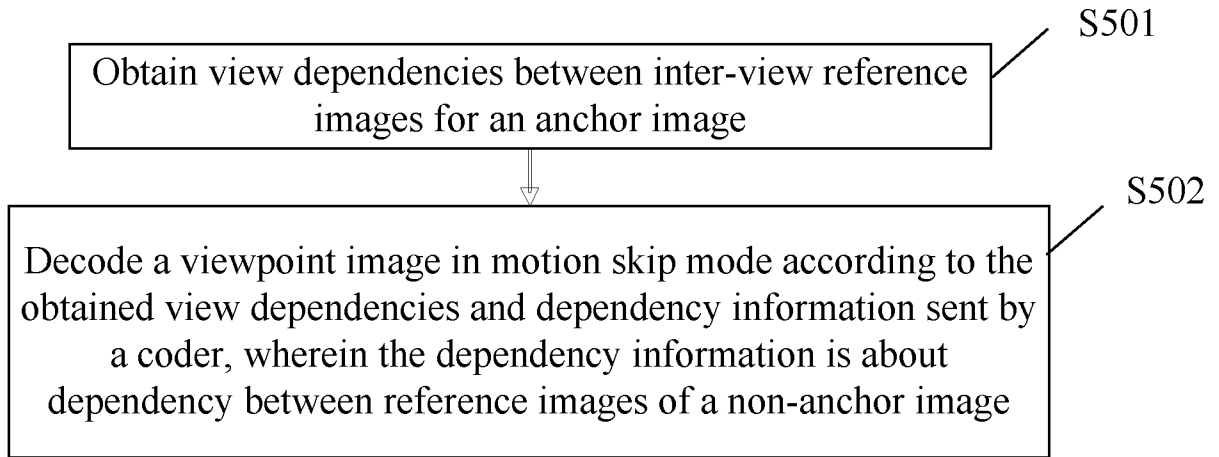 S501
Obtain view dependencies between inter-view reference
images for an anchor image
S502
Decode a viewpoint image in motion skip mode according to the
obtained view dependencies and dependency information sent by
a coder, wherein the dependency information is about
dependency between reference images of a non-anchor image